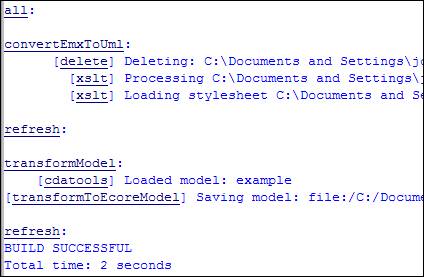 all:
convertEmxToUml:
[delete] Deleting: C:\Documents and Settings\jo
[xslt] Processing C:\Documents and Settings\j
[xslt] Loading stylesheet C:\Documents and Se
refresh:
transformModel:
[cdatools] Loaded model: example
[transformToEcoreModel] Saving model: file:/C:/Docume
refresh:
BUILD SUCCESSFUL
Total time: 2 seconds